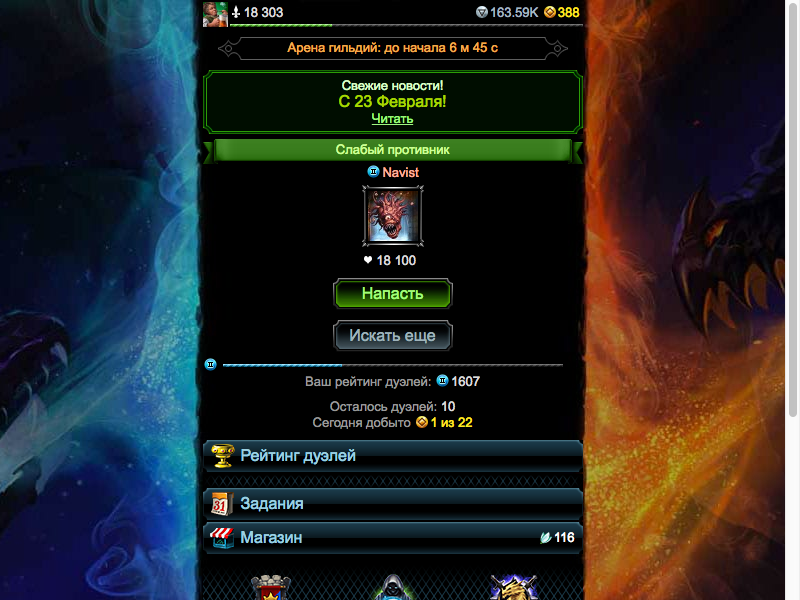 18 303
163.59K
388
Арена гильдий: до начала 6 м 45 с
Свежие новости!
С 23 Февраля!
Читать
Слабый противник
Navist
18 100
Напасть
Искать еще
Ваш рейтинг дуэлей: 1607
Осталось дуэлей: 10
Сегодня добыто 1 из 22
Рейтинг дуэлей
31 Задания
Магазин 116